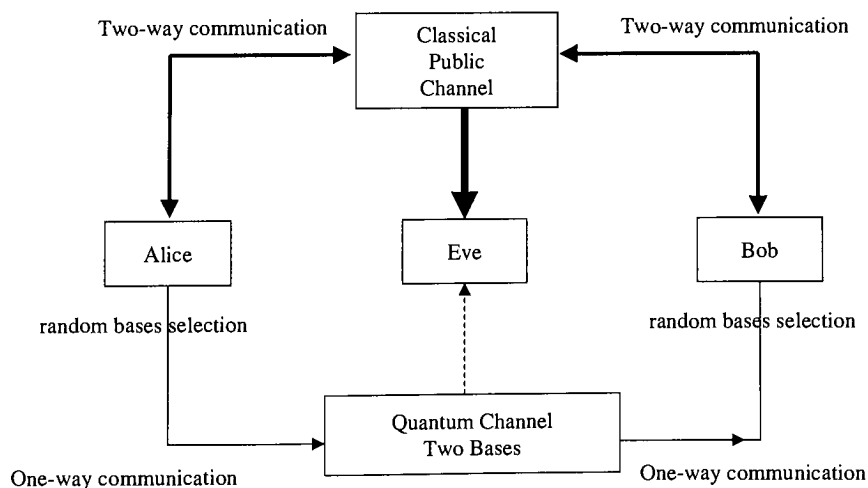 Two-way communication
Two-way communication
Classical
Public
Channel
Alice
Eve
Bob
random bases selection
random bases selection
Quantum Channel
Two Bases
One-way communication
One-way communication